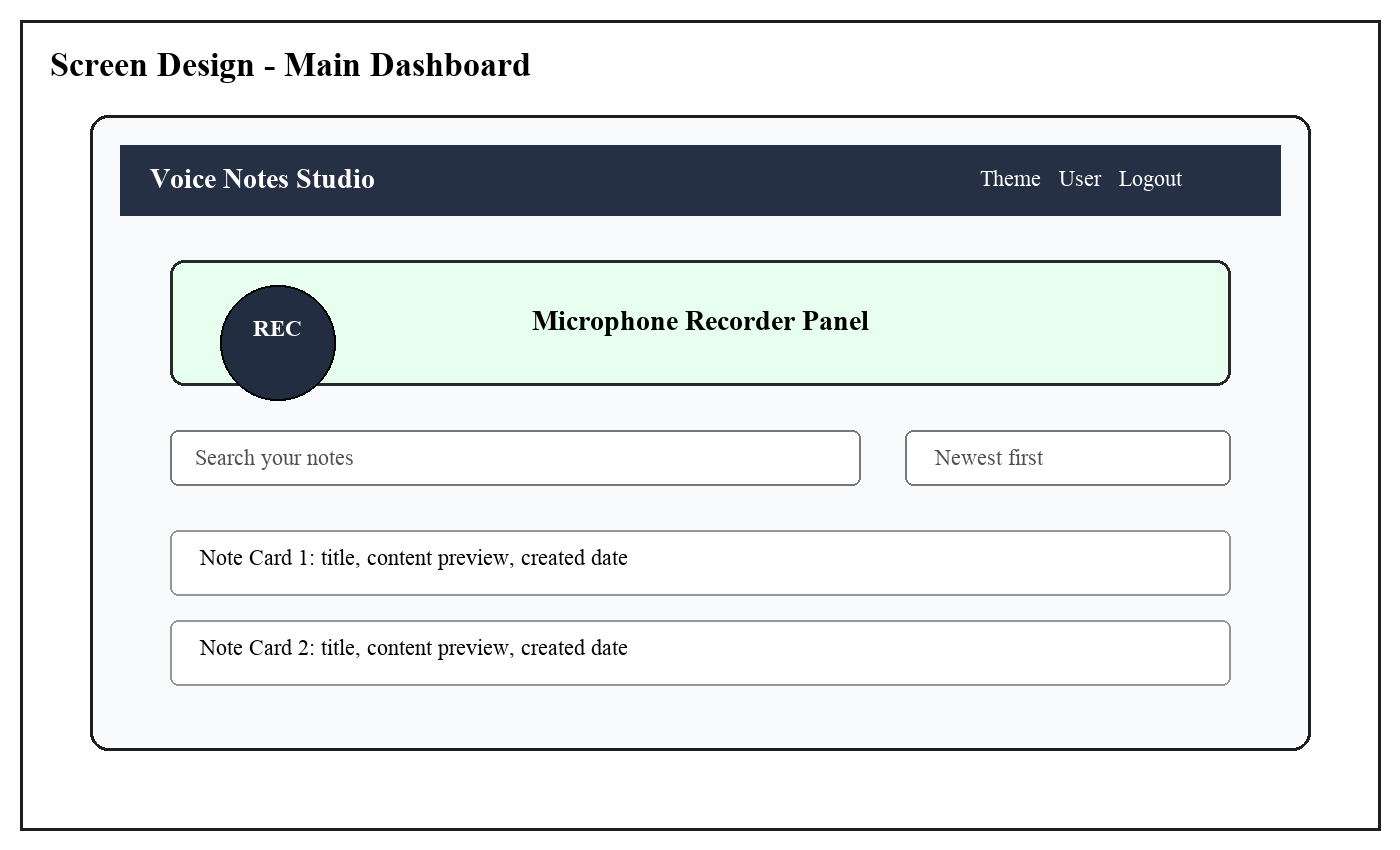 Screen Design - Main Dashboard
Voice Notes Studio
Theme User Logout
REC
Microphone Recorder Panel
Search your notes
Newest first
Note Card 1: title, content preview, created date
Note Card 2: title, content preview, created date